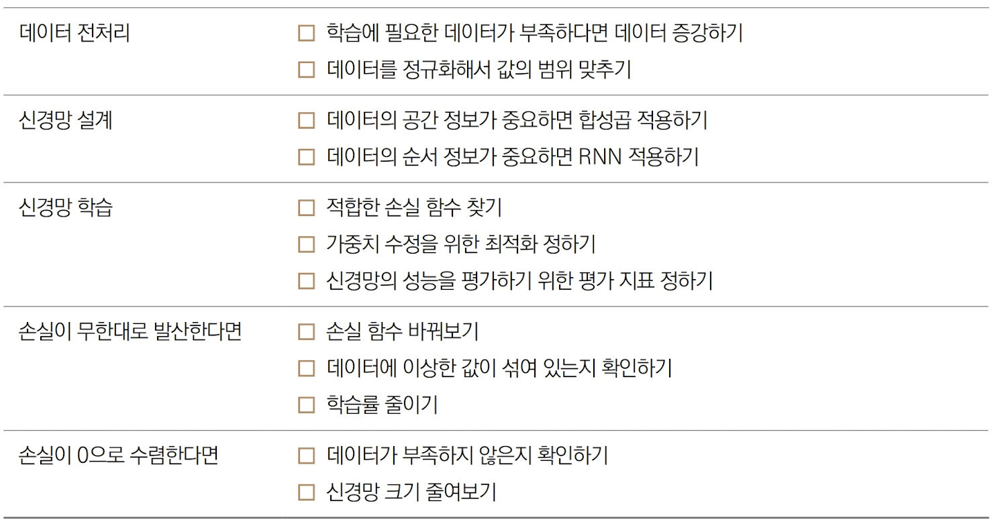 데이터 전처리
□ 학습에 필요한 데이터가 부족하다면 데이터 증강하기
□ 데이터를 정규화해서 값의 범위 맞추기
신경망 설계
□ 데이터의 공간 정보가 중요하면 합성곱 적용하기
□ 데이터의 순서 정보가 중요하면 RNN 적용하기
신경망 학습
□ 적합한 손실 함수 찾기
□ 가중치 수정을 위한 최적화 정하기
□ 신경망의 성능을 평가하기 위한 평가 지표 정하기
손실이 무한대로 발산한다면
□ 손실 함수 바꿔보기
□ 데이터에 이상한 값이 섞여 있는지 확인하기
□ 학습률 줄이기
손실이 0으로 수렴한다면
□ 데이터가 부족하지 않은지 확인하기
□ 신경망 크기 줄여보기